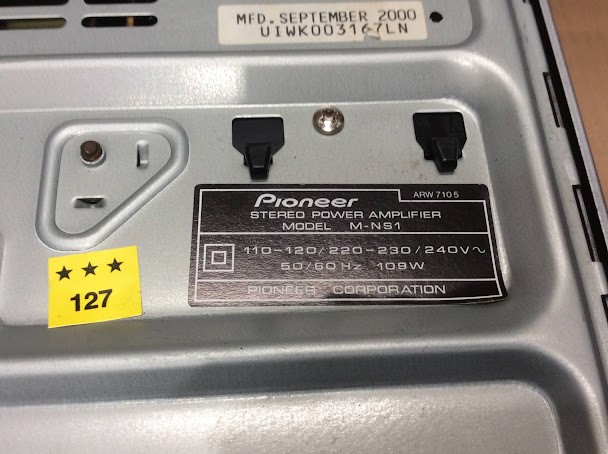 MFD. SEPTEMBER 2000
UIWK003167LN
Pioneer
ARW7105
STEREO POWER AMPLIFIER
MODEL M-NS1
110-120/220-230/240V~
50/60Hz 109W
PIONEER CORPORATION
★★★
127